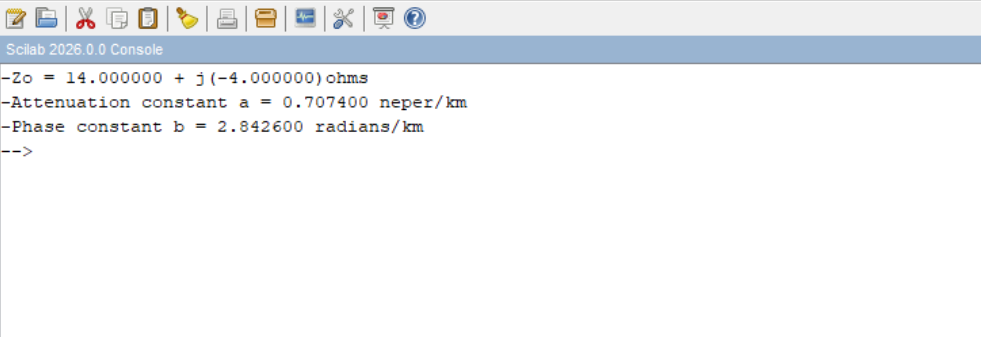 Scilab 2026.0.0 Console
-Zo = 14.000000 + j(-4.000000)ohms
-Attenuation constant a = 0.707400 neper/km
-Phase constant b = 2.842600 radians/km
-->